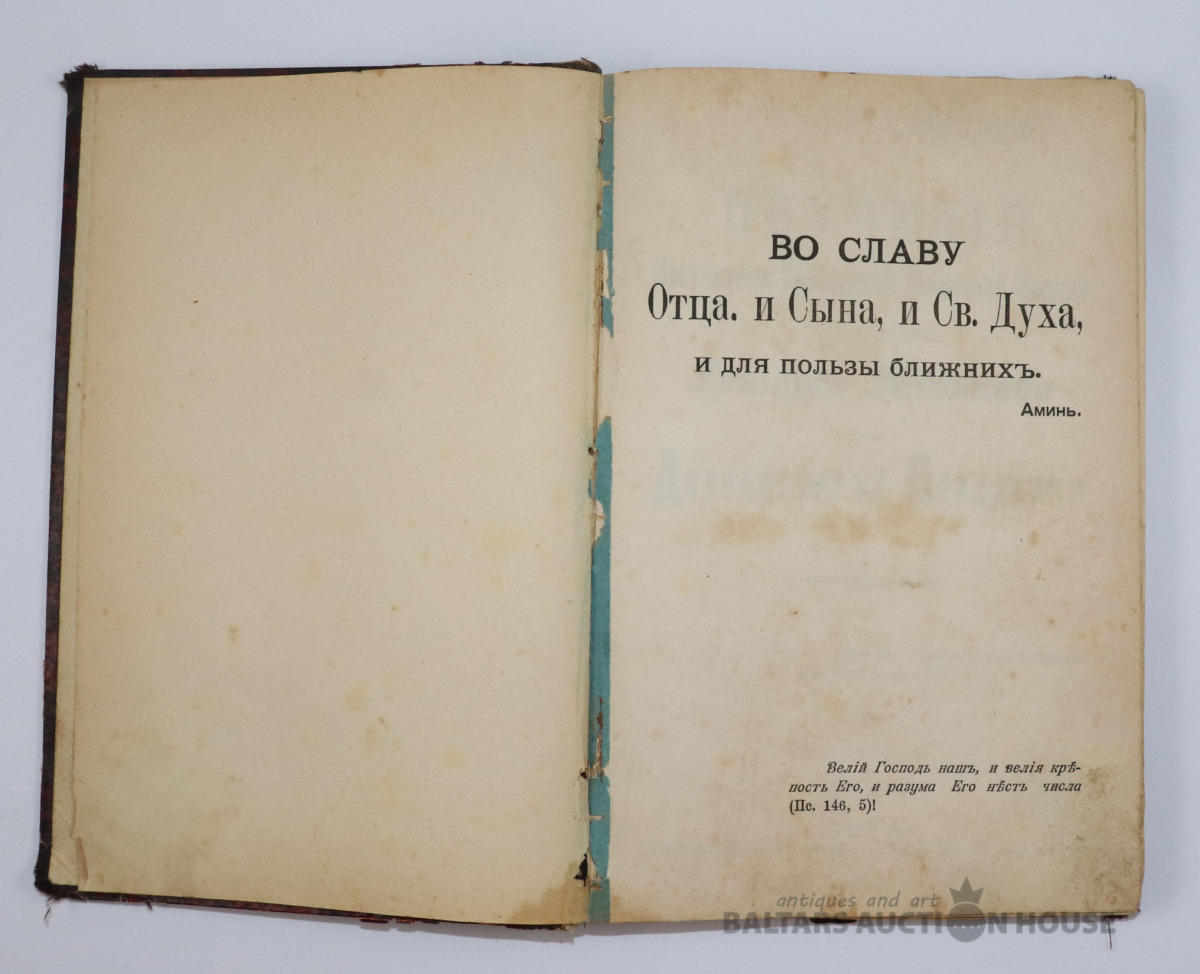 ВО СЛАВУ
Отца. и Сына, и Св. Духа,
и для пользы ближнихъ.
Аминь.
Велій Господь нашъ, и велія крѣ-
пость Его, и разума Его нѣсть числа
(Пс. 146, 5)!
antiques and art
BALTARS AUCTION HOUSE